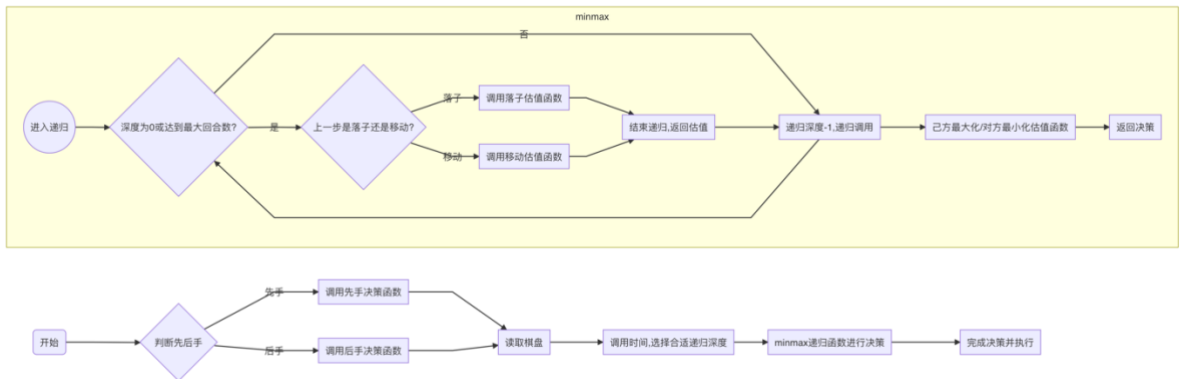 minmax
否
进入递归
深度为0或达到最大回合数?
是
上一步是落子还是移动?
落子
调用落子估值函数
移动
调用移动估值函数
结束递归,返回估值
递归深度-1,递归调用
己方最大化/对方最小化估值函数
返回决策
开始
判断先后手
先手
调用先手决策函数
后手
调用后手决策函数
读取棋盘
调用时间,选择合适递归深度
minmax递归函数进行决策
完成决策并执行